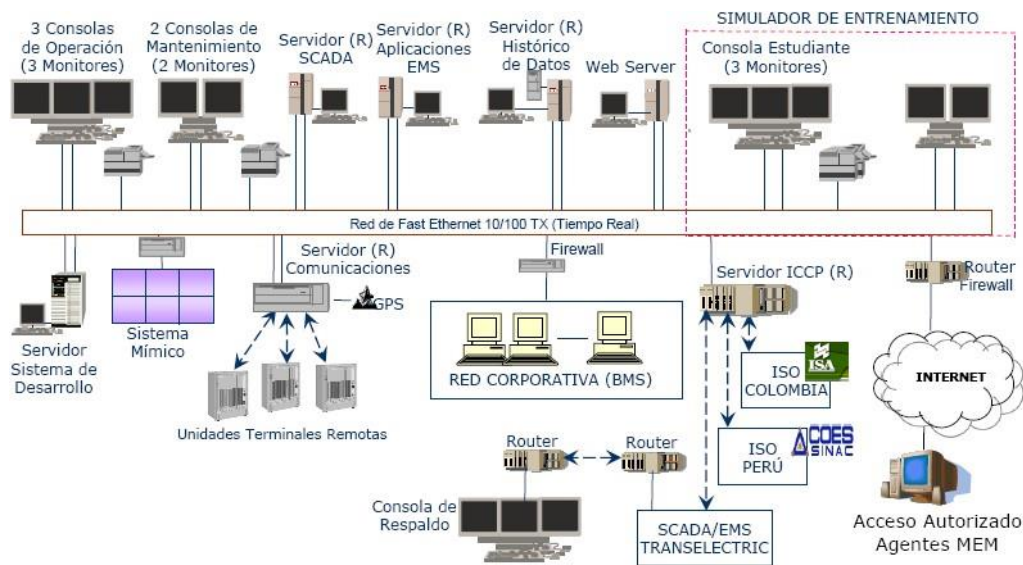 SIMULADOR DE ENTRENAMIENTO
3 Consolas
de Operación
(3 Monitores)
2 Consolas de
Mantenimiento
(2 Monitores)
Servidor (R)
SCADA
Servidor (R)
Aplicaciones
EMS
Servidor (R)
Histórico
de Datos
Web Server
Consola Estudiante
(3 Monitores)
Red de Fast Ethernet 10/100 TX (Tiempo Real)
Servidor
Sistema de
Desarrollo
Sistema
Mímico
Servidor (R)
Comunicaciones
GPS
Unidades Terminales Remotas
Firewall
RED CORPORATIVA (BMS)
Servidor ICCP (R)
Router
Firewall
ISO
COLOMBIA
ISA
ISO
PERÚ
COES
SINAC
INTERNET
Router
Router
Consola de
Respaldo
SCADA/EMS
TRANSELECTRIC
Acceso Autorizado
Agentes MEM